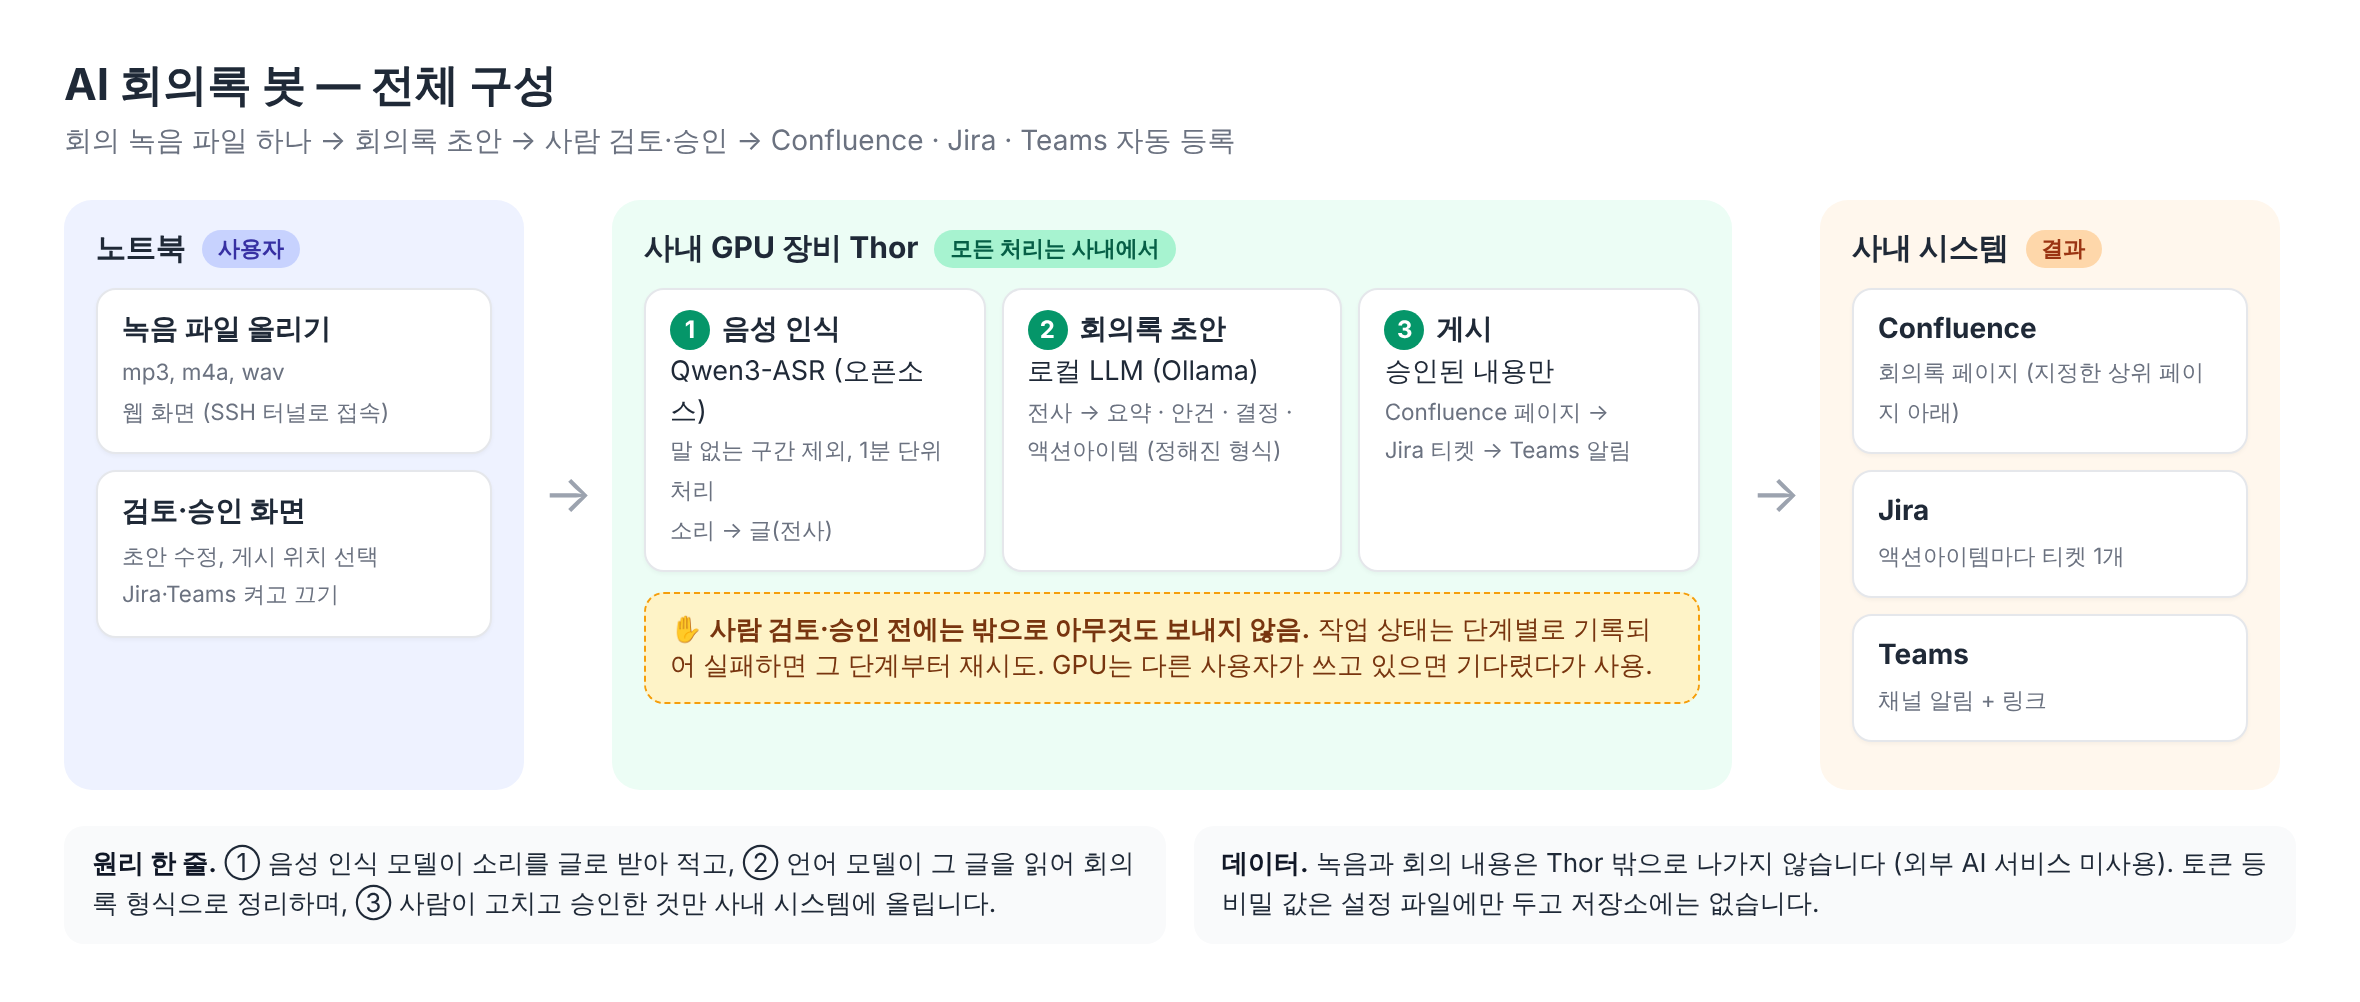 AI 회의록 봇 — 전체 구성
회의 녹음 파일 하나 → 회의록 초안 → 사람 검토·승인 → Confluence · Jira · Teams 자동 등록
노트북 사용자
녹음 파일 올리기
mp3, m4a, wav
웹 화면 (SSH 터널로 접속)
검토·승인 화면
초안 수정, 게시 위치 선택
Jira·Teams 켜고 끄기
→
사내 GPU 장비 Thor 모든 처리는 사내에서
1 음성 인식
Qwen3-ASR (오픈소
스)
말 없는 구간 제외, 1분 단위
처리
소리 → 글(전사)
2 회의록 초안
로컬 LLM (Ollama)
전사 → 요약 · 안건 · 결정 ·
액션아이템 (정해진 형식)
3 게시
승인된 내용만
Confluence 페이지 →
Jira 티켓 → Teams 알림
✋ 사람 검토·승인 전에는 밖으로 아무것도 보내지 않음. 작업 상태는 단계별로 기록되
어 실패하면 그 단계부터 재시도. GPU는 다른 사용자가 쓰고 있으면 기다렸다가 사용.
→
사내 시스템 결과
Confluence
회의록 페이지 (지정한 상위 페이
지 아래)
Jira
액션아이템마다 티켓 1개
Teams
채널 알림 + 링크
원리 한 줄. ① 음성 인식 모델이 소리를 글로 받아 적고, ② 언어 모델이 그 글을 읽어 회의
록 형식으로 정리하며, ③ 사람이 고치고 승인한 것만 사내 시스템에 올립니다.
데이터. 녹음과 회의 내용은 Thor 밖으로 나가지 않습니다 (외부 AI 서비스 미사용). 토큰 등
비밀 값은 설정 파일에만 두고 저장소에는 없습니다.